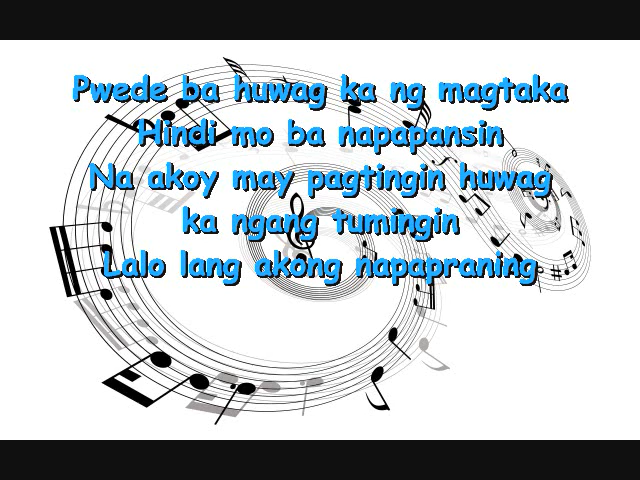 Pwede ba huwag ka ng magtaka
Hindi mo ba napapansin
Na akoy may pagtingin huwag
ka ngang tumingin
Lalo lang akong napapraning